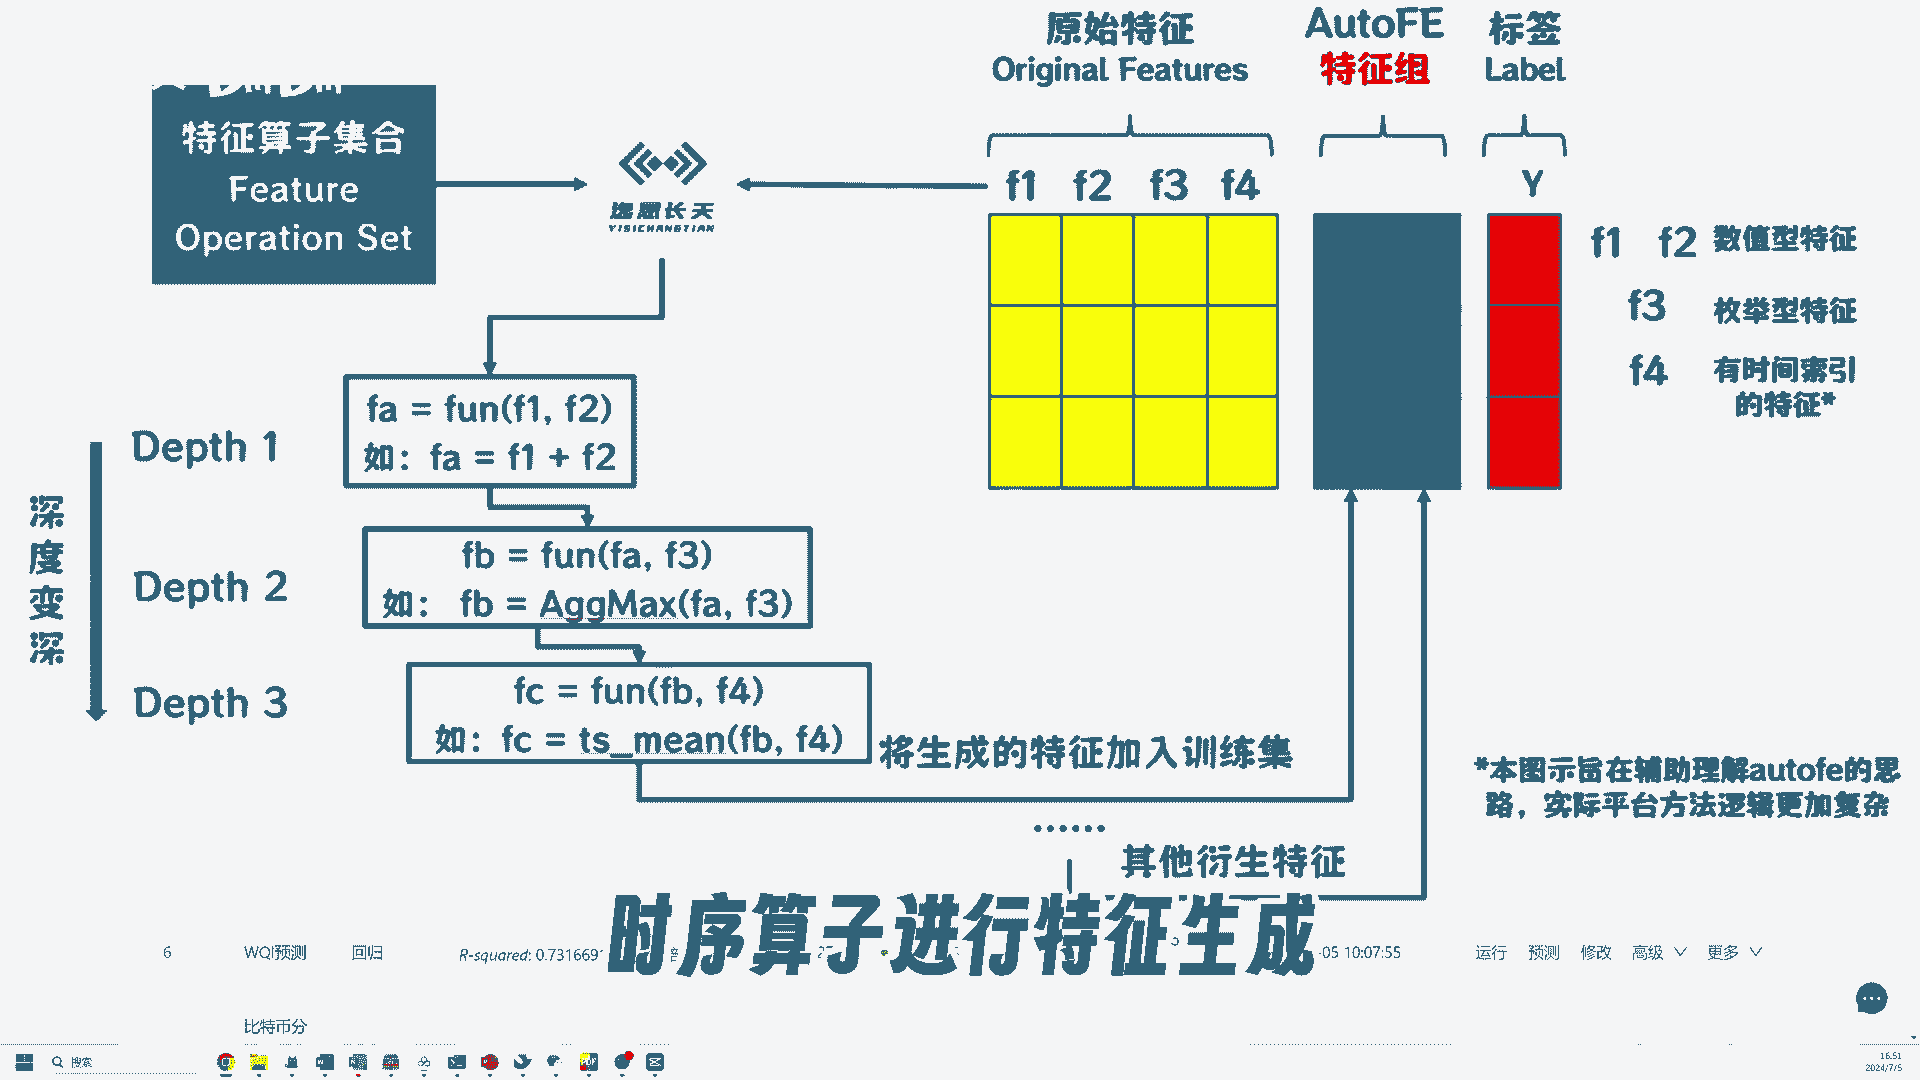 原始特征
Original Features
AutoFE
特征组
标签
Label
特征算子集合
Feature
Operation Set
长天
YISICHANGTIAN
f1 f2 f3 f4
Y
f1 f2 数值型特征
f3 枚举型特征
f4 有时间索引
的特征*
深度变深
Depth 1
fa = fun(f1, f2)
如：fa = f1 + f2
Depth 2
fb = fun(fa, f3)
如： fb = AggMax(fa, f3)
Depth 3
fc = fun(fb, f4)
如：fc = ts_mean(fb, f4)
将生成的特征加入训练集
......
其他衍生特征
*本图示旨在辅助理解autofe的思
路，实际平台方法逻辑更加复杂
时序算子进行特征生成
6 WQI预测 回归 R-squared: 0.731669 -05 10:07:55 运行 预测 修改 高级 更多
比特币分
搜索
16:51
2024/7/5